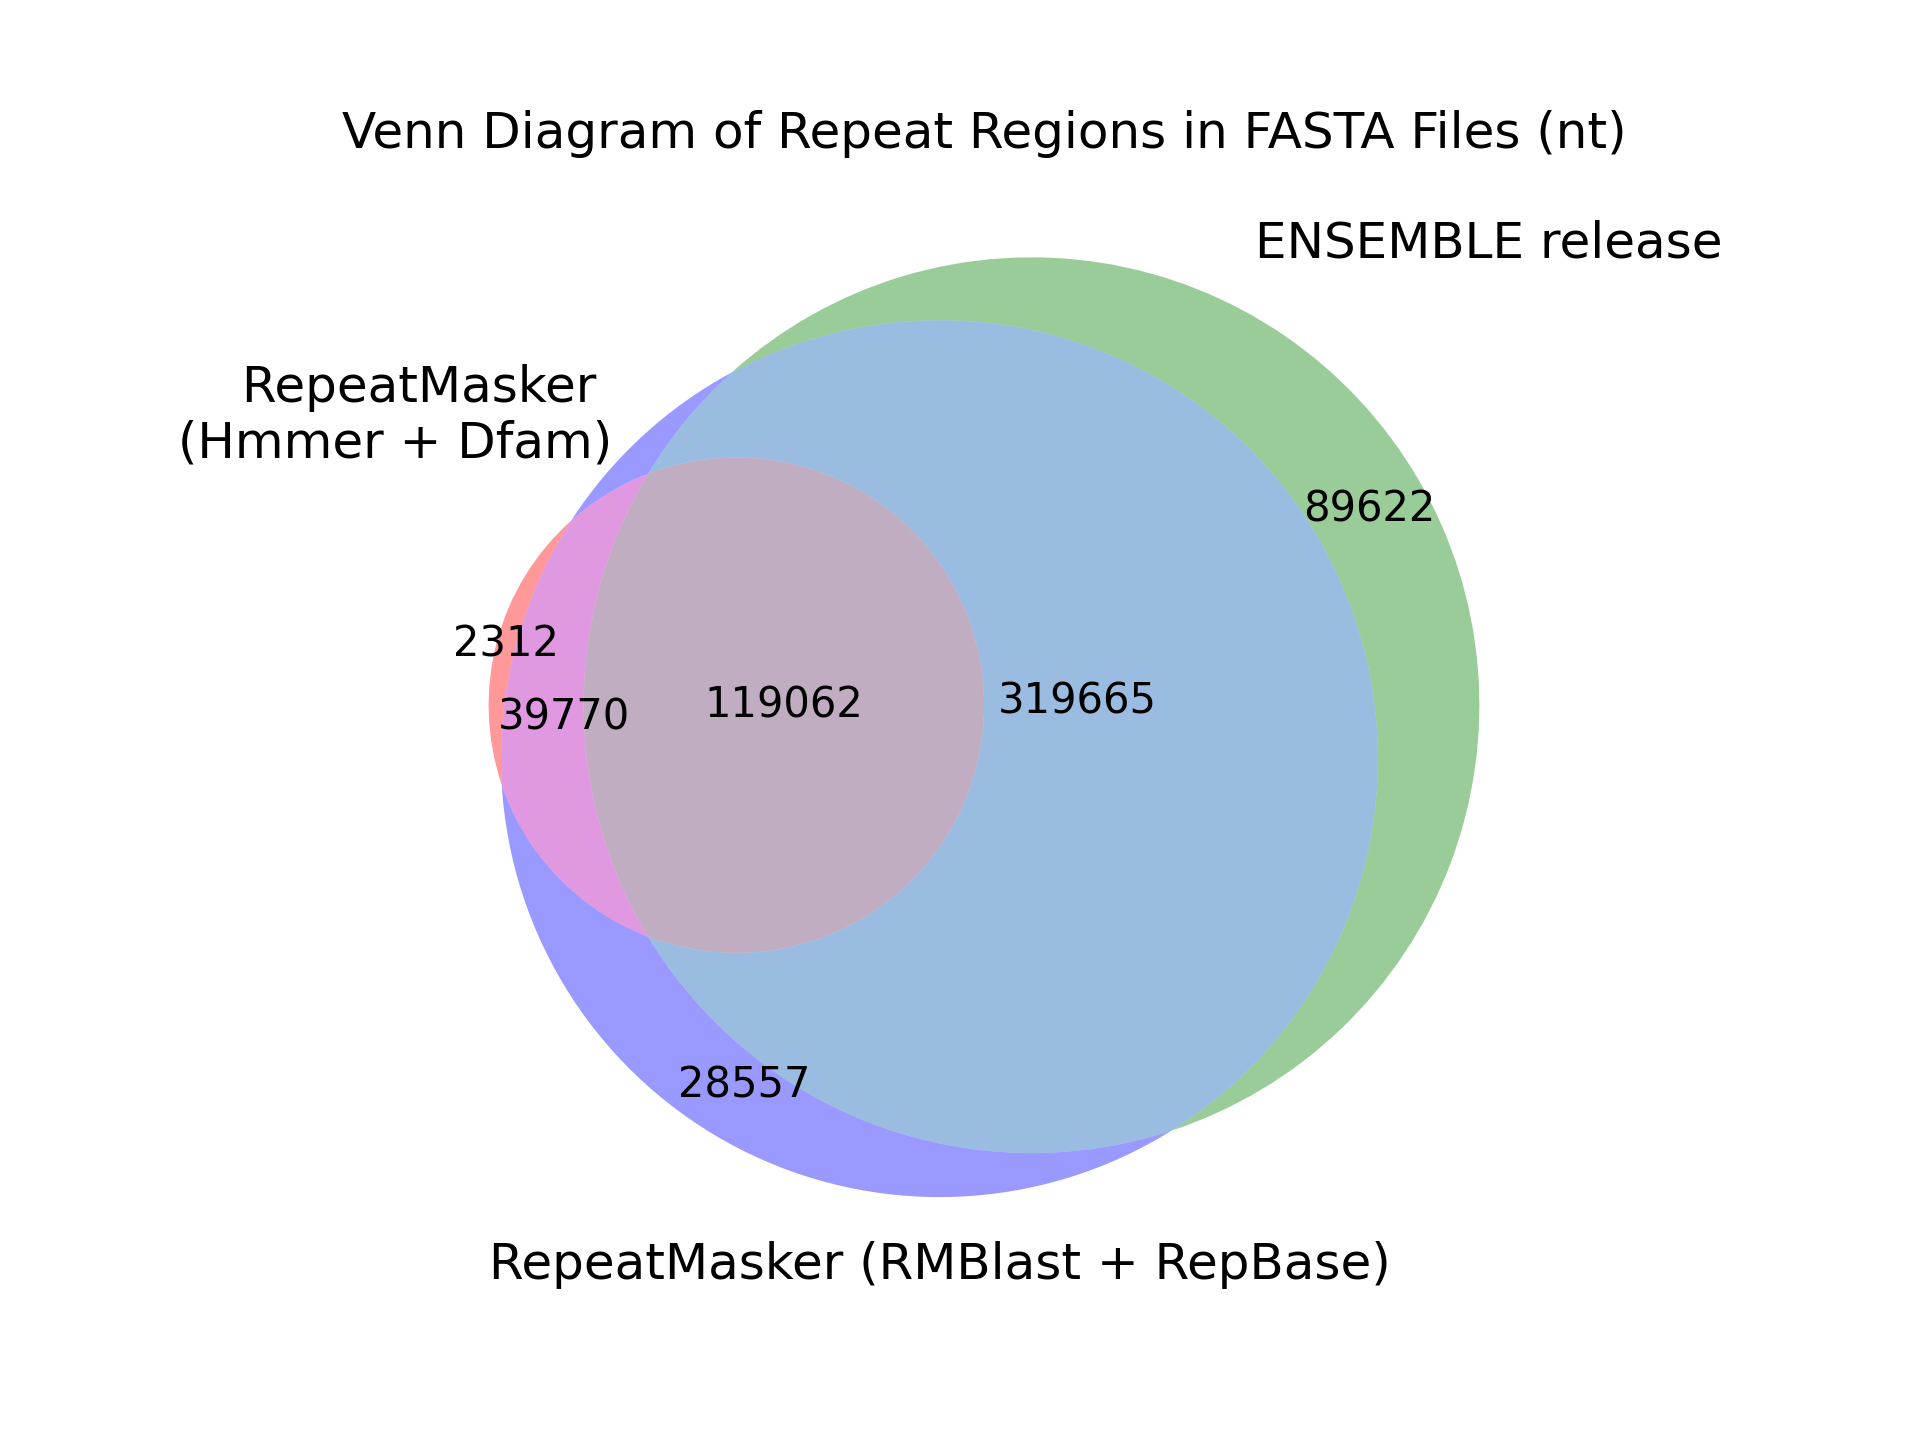 Venn Diagram of Repeat Regions in FASTA Files (nt)
ENSEMBLE release
RepeatMasker
(Hmmer + Dfam)
89622
2312
39770
119062
319665
28557
RepeatMasker (RMBlast + RepBase)